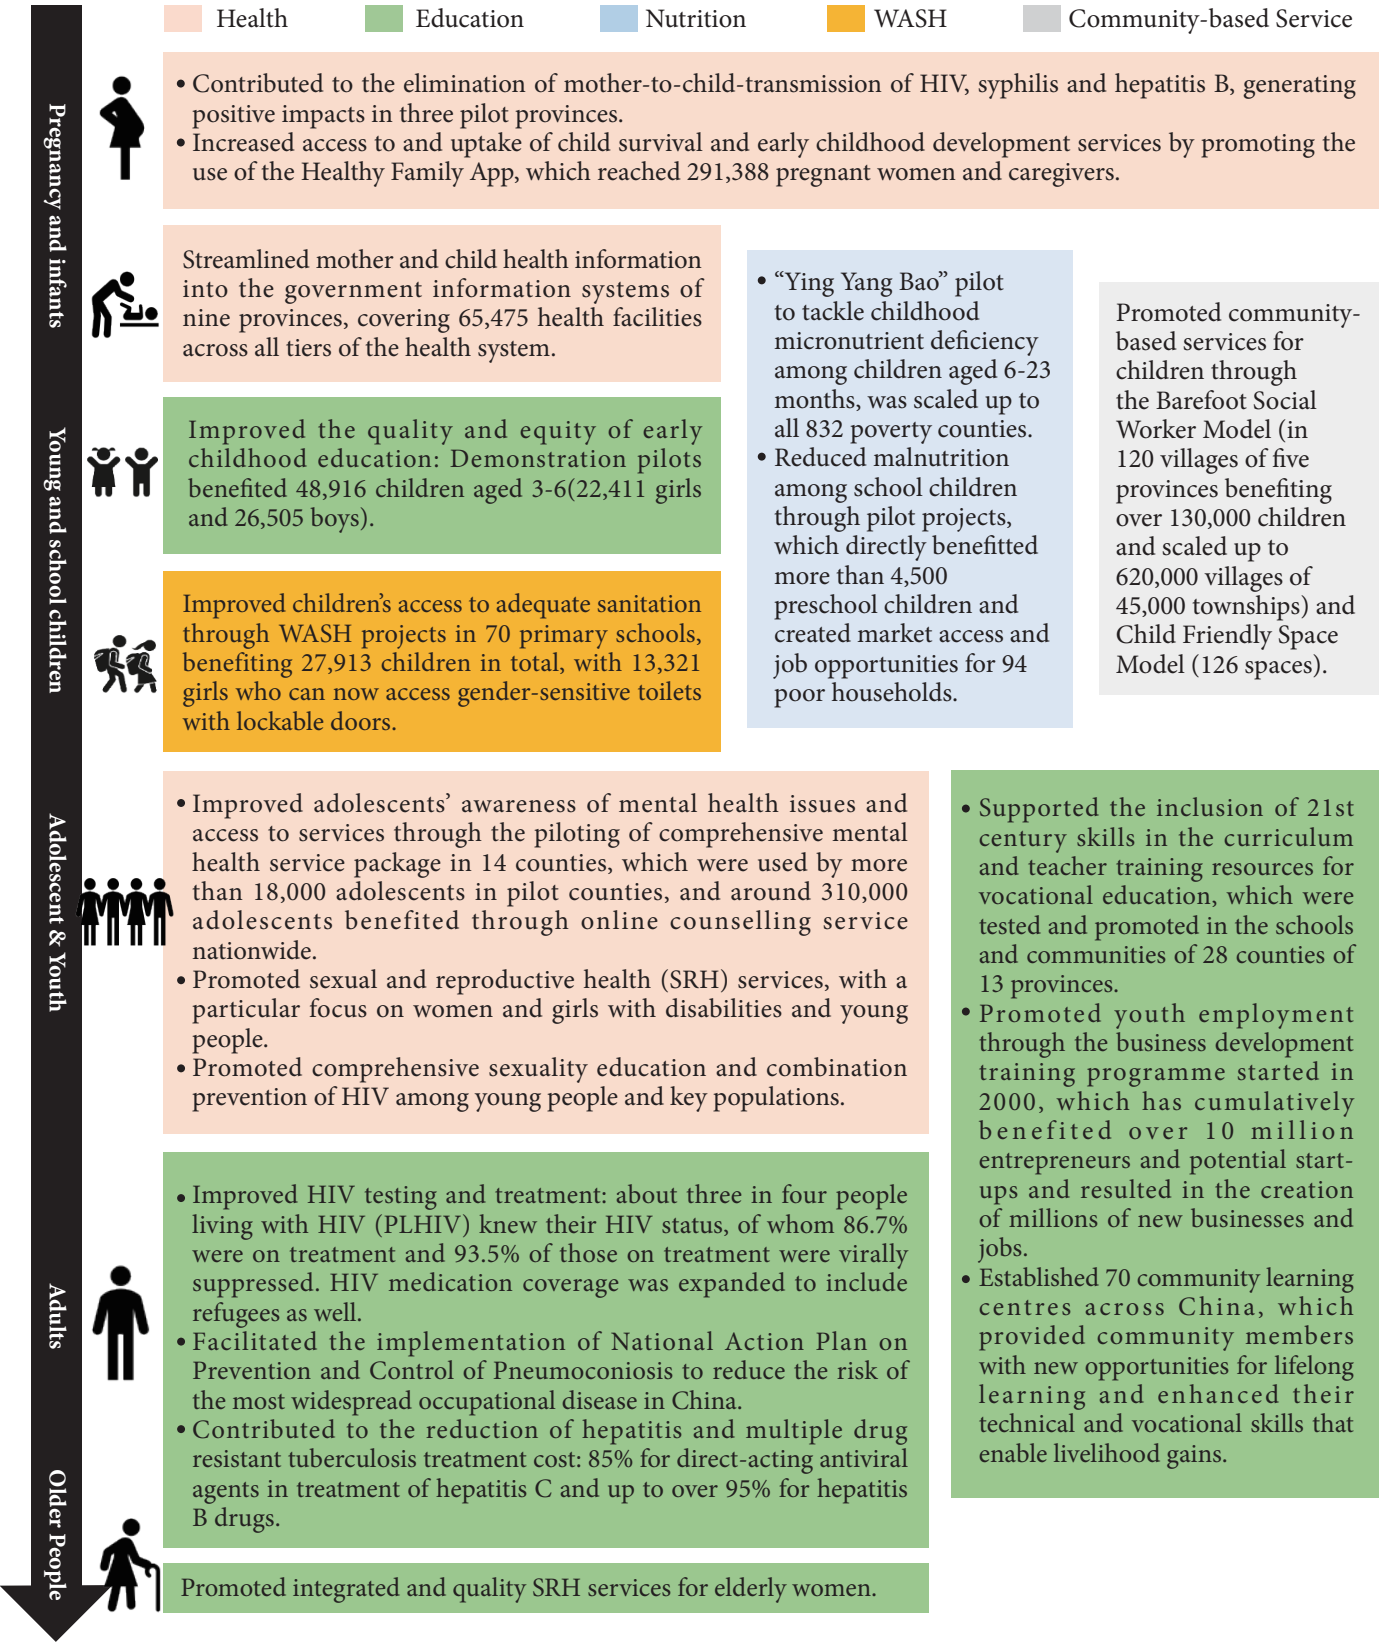 Health
Education
Nutrition
WASH
Community-based Service
Pregnancy and infants
• Contributed to the elimination of mother-to-child-transmission of HIV, syphilis and hepatitis B, generating
positive impacts in three pilot provinces.
• Increased access to and uptake of child survival and early childhood development services by promoting the
use of the Healthy Family App, which reached 291,388 pregnant women and caregivers.
Streamlined mother and child health information
into the government information systems of
nine provinces, covering 65,475 health facilities
across all tiers of the health system.
Young and school children
Improved the quality and equity of early
childhood education: Demonstration pilots
benefited 48,916 children aged 3-6(22,411 girls
and 26,505 boys).
Improved children's access to adequate sanitation
through WASH projects in 70 primary schools,
benefiting 27,913 children in total, with 13,321
girls who can now access gender-sensitive toilets
with lockable doors.
• “Ying Yang Bao” pilot
to tackle childhood
micronutrient deficiency
among children aged 6-23
months, was scaled up to
all 832 poverty counties.
• Reduced malnutrition
among school children
through pilot projects,
which directly benefitted
more than 4,500
preschool children and
created market access and
job opportunities for 94
poor households.
Promoted community-
based services for
children through
the Barefoot Social
Worker Model (in
120 villages of five
provinces benefiting
over 130,000 children
and scaled up to
620,000 villages of
45,000 townships) and
Child Friendly Space
Model (126 spaces).
Adolescent & Youth
• Improved adolescents’ awareness of mental health issues and
access to services through the piloting of comprehensive mental
health service package in 14 counties, which were used by more
than 18,000 adolescents in pilot counties, and around 310,000
adolescents benefited through online counselling service
nationwide.
• Promoted sexual and reproductive health (SRH) services, with a
particular focus on women and girls with disabilities and young
people.
• Promoted comprehensive sexuality education and combination
prevention of HIV among young people and key populations.
• Supported the inclusion of 21st
century skills in the curriculum
and teacher training resources for
vocational education, which were
tested and promoted in the schools
and communities of 28 counties of
13 provinces.
• Promoted youth employment
through the business development
training programme started in
2000, which has cumulatively
benefited over 10 million
entrepreneurs and potential start-
ups and resulted in the creation
of millions of new businesses and
jobs.
• Established 70 community learning
centres across China, which
provided community members
with new opportunities for lifelong
learning and enhanced their
technical and vocational skills that
enable livelihood gains.
Adults
• Improved HIV testing and treatment: about three in four people
living with HIV (PLHIV) knew their HIV status, of whom 86.7%
were on treatment and 93.5% of those on treatment were virally
suppressed. HIV medication coverage was expanded to include
refugees as well.
• Facilitated the implementation of National Action Plan on
Prevention and Control of Pneumoconiosis to reduce the risk of
the most widespread occupational disease in China.
• Contributed to the reduction of hepatitis and multiple drug
resistant tuberculosis treatment cost: 85% for direct-acting antiviral
agents in treatment of hepatitis C and up to over 95% for hepatitis
B drugs.
Older People
Promoted integrated and quality SRH services for elderly women.